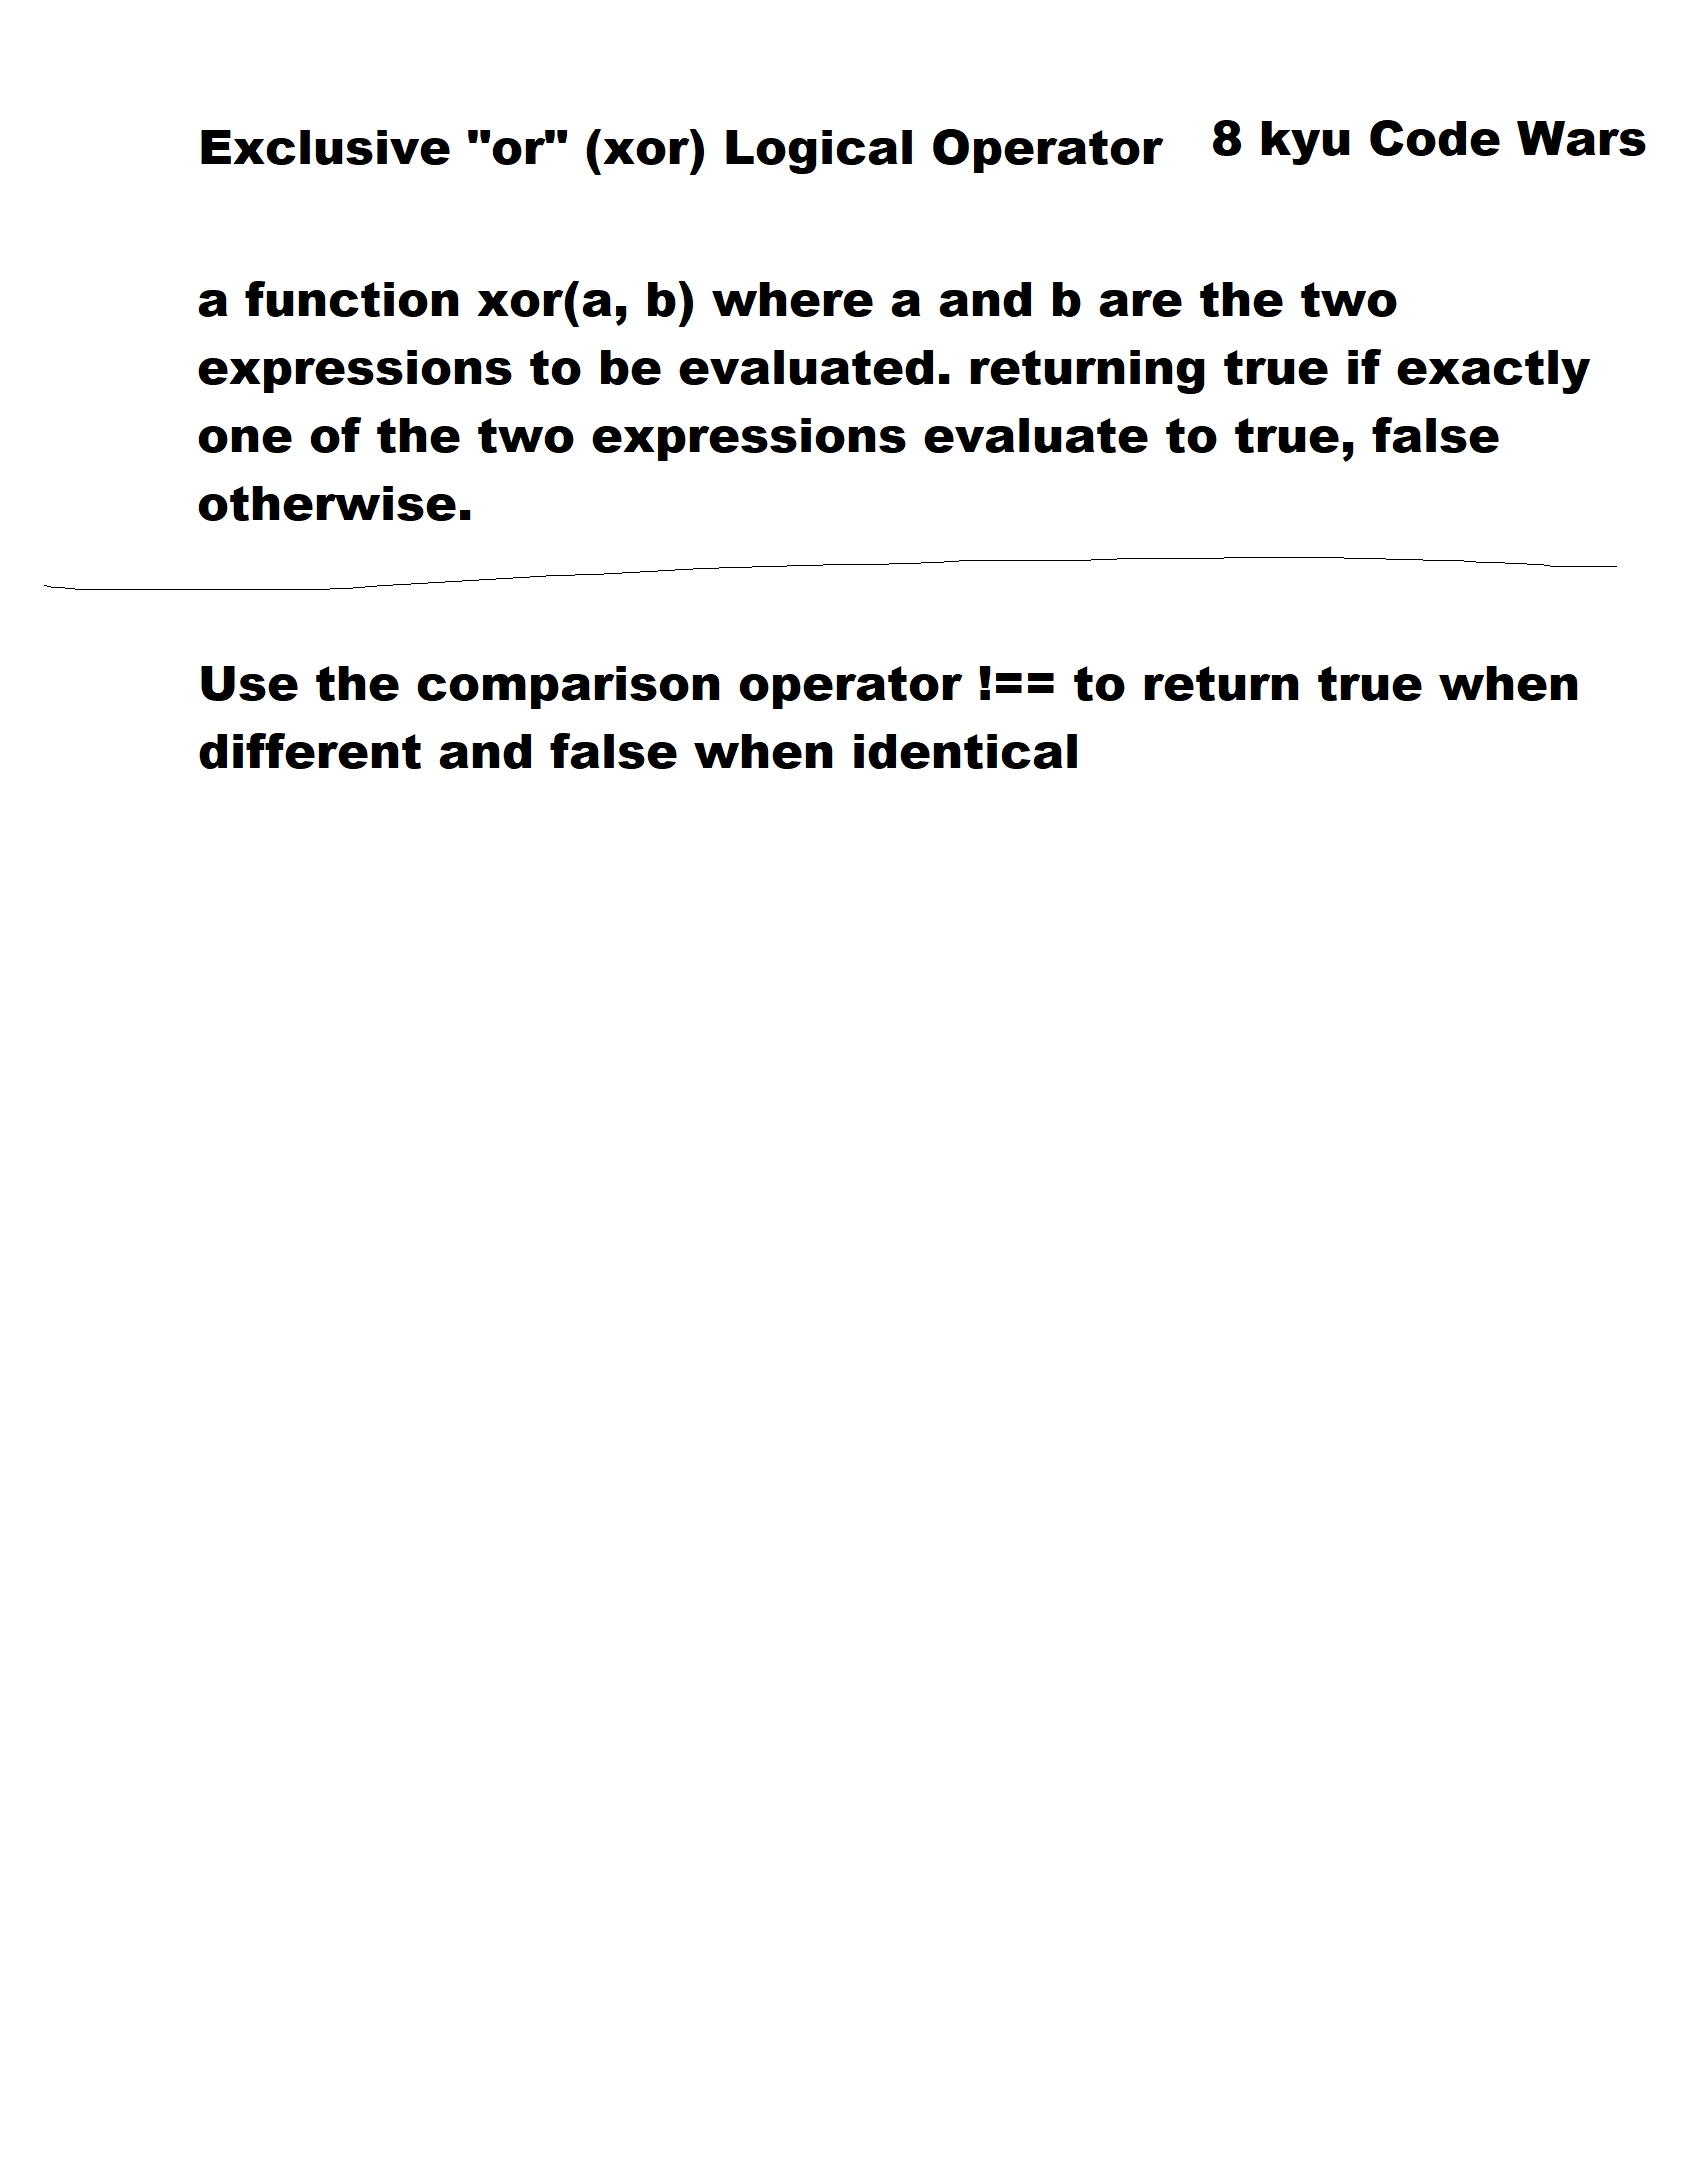 Exclusive "or" (xor) Logical Operator 8 kyu Code Wars
a function xor(a, b) where a and b are the two
expressions to be evaluated. returning true if exactly
one of the two expressions evaluate to true, false
otherwise.
Use the comparison operator !== to return true when
different and false when identical